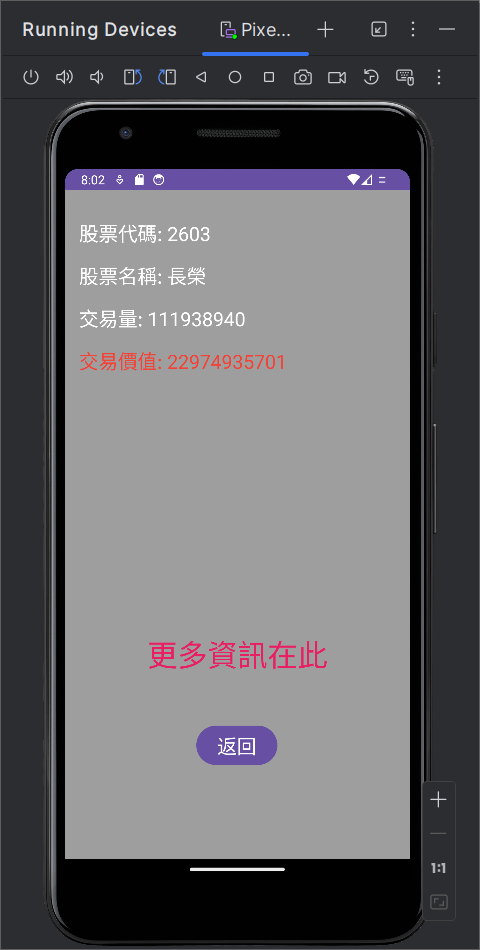 Running Devices
Pixe...
8:02
股票代碼: 2603
股票名稱: 長榮
交易量: 111938940
交易價值: 22974935701
更多資訊在此
返回
1:1